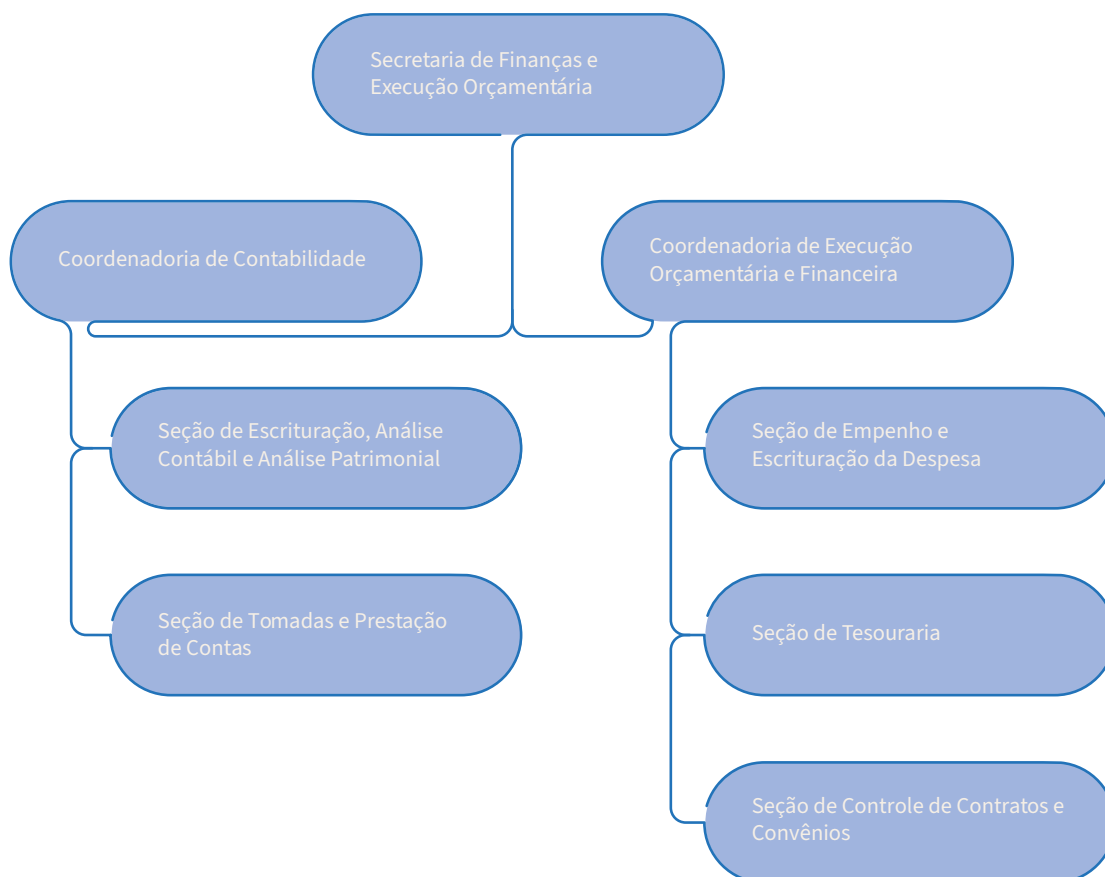 Secretaria de Finanças e
Execução Orçamentária
Coordenadoria de Contabilidade
Coordenadoria de Execução
Orçamentária e Financeira
Seção de Escrituração, Análise
Contábil e Análise Patrimonial
Seção de Empenho e
Escrituração da Despesa
Seção de Tomadas e Prestação
de Contas
Seção de Tesouraria
Seção de Controle de Contratos e
Convênios